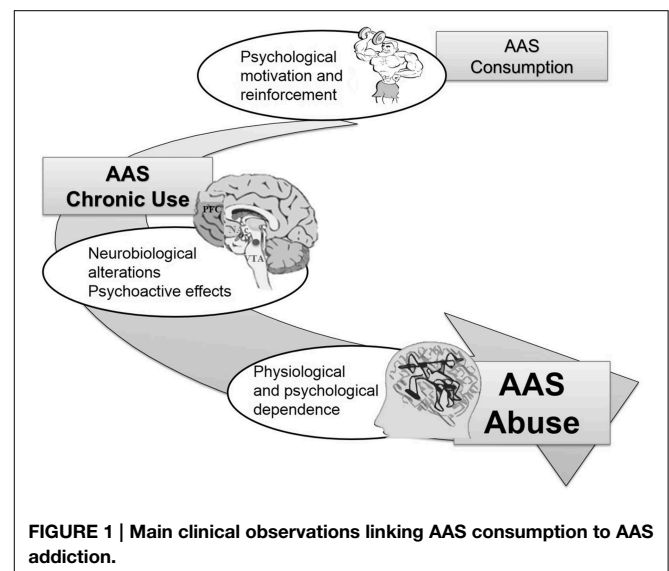 Psychological
motivation and
reinforcement
AAS
Consumption
AAS
Chronic Use
PFC
VTA
Neurobiological
alterations
Psychoactive effects
Physiological
and psychological
dependence
AAS
Abuse
FIGURE 1 | Main clinical observations linking AAS consumption to AAS
addiction.